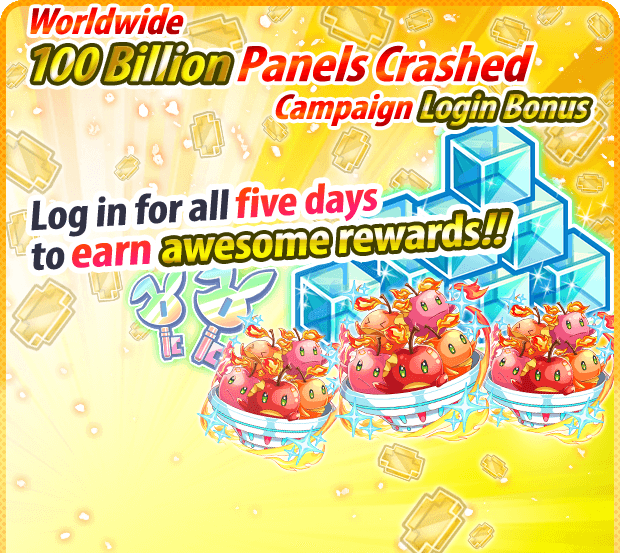 Worldwide
100 Billion Panels Crashed
Campaign Login Bonus
Log in for all five days
to earn awesome rewards!!